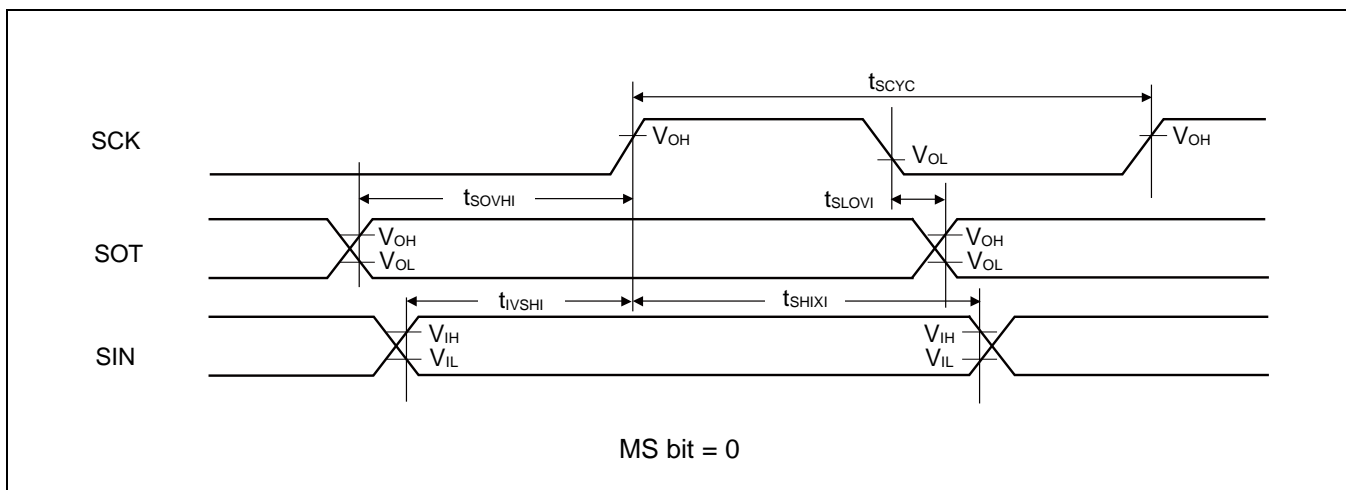 tSCYC
SCK
VOH
VOL
VOH
tSOVHI
tSLOVI
SOT
VOH
VOL
VOH
VOL
tIVSHI
tSHIXI
SIN
VIH
VIL
VIH
VIL
MS bit = 0